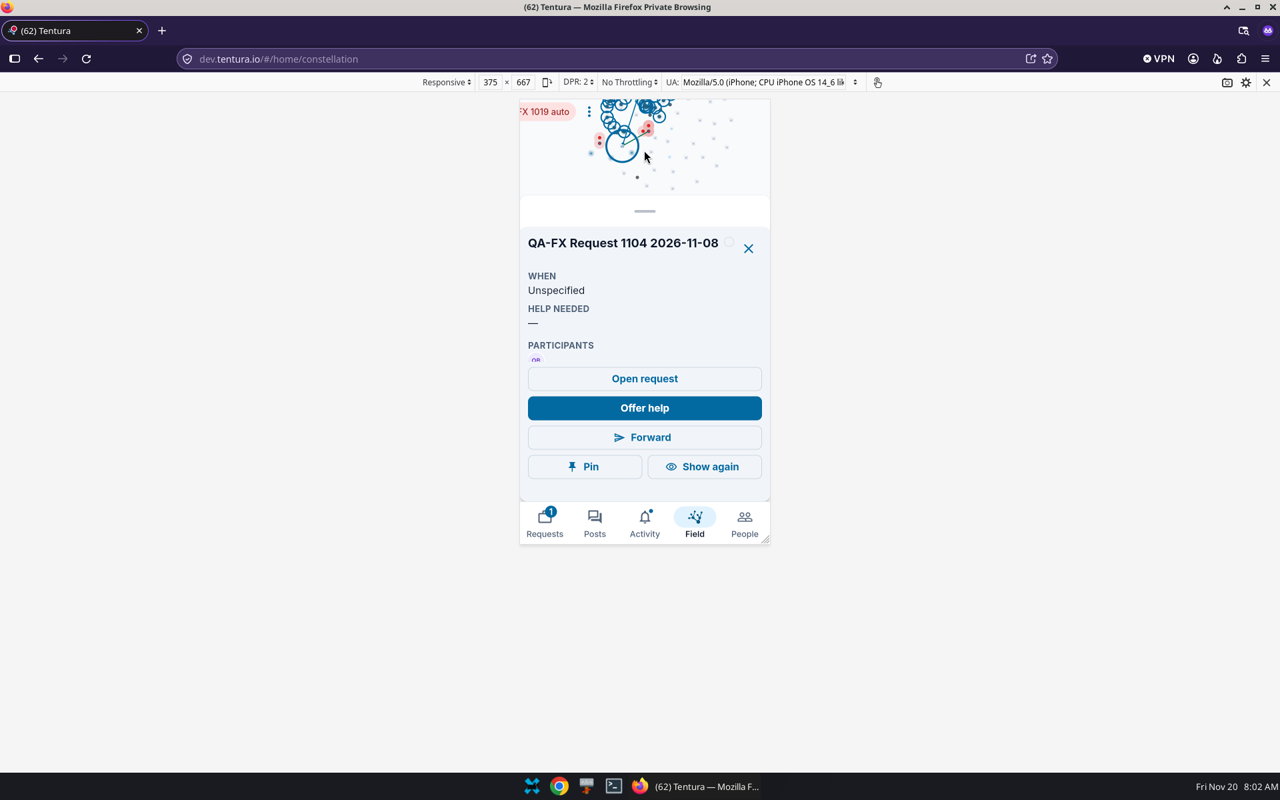 (62) Tentura — Mozilla Firefox Private Browsing
(62) Tentura
dev.tentura.io/#/home/constellation
VPN
Responsive 375 × 667 DPR: 2 No Throttling UA: Mozilla/5.0 (iPhone; CPU iPhone OS 14_6 lik
FX 1019 auto
QA-FX Request 1104 2026-11-08
WHEN
Unspecified
HELP NEEDED
—
PARTICIPANTS
Open request
Offer help
Forward
Pin
Show again
1
Requests
Posts
Activity
Field
People
(62) Tentura — Mozilla F...
Fri Nov 20 8:02 AM